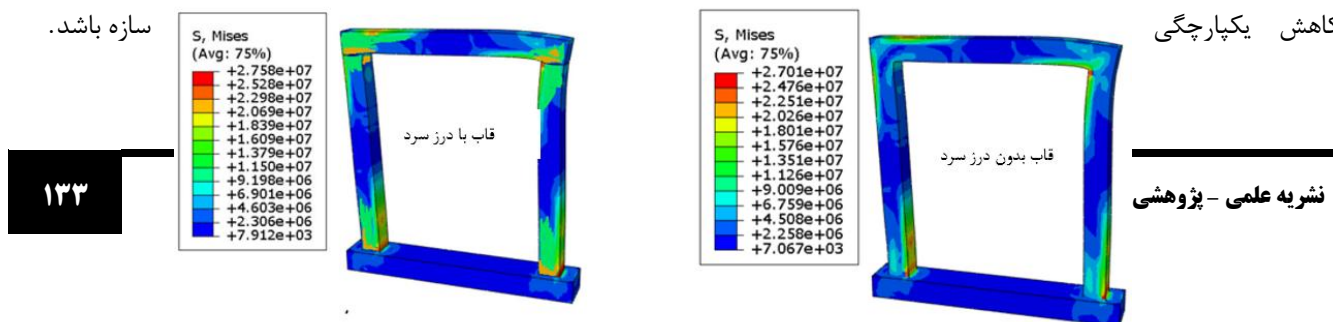 کاهش یکپارچگی
سازه باشد.
S, Mises
(Avg: 75%)
+2.701e+07
+2.476e+07
+2.251e+07
+2.026e+07
+1.801e+07
+1.576e+07
+1.351e+07
+1.126e+07
+9.009e+06
+6.759e+06
+4.508e+06
+2.258e+06
+7.067e+03
قاب بدون درز سرد
S, Mises
(Avg: 75%)
+2.758e+07
+2.528e+07
+2.298e+07
+2.069e+07
+1.839e+07
+1.609e+07
+1.379e+07
+1.150e+07
+9.198e+06
+6.901e+06
+4.603e+06
+2.306e+06
+7.912e+03
قاب با درز سرد
نشریه علمی - پژوهشی
۱۳۳